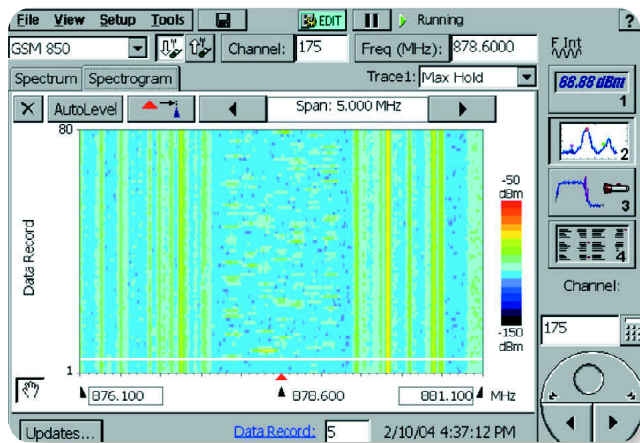 File View Setup Tools EDIT Running ?
GSM 850 Channel: 175 Freq (MHz): 878.6000 F Int
Spectrum Spectrogram Trace1: Max Hold
88.88 dBm
1
AutoLevel Span: 5.000 MHz
80
2
-50
dBm
3
Data Record
4
Channel:
-150
dBm
175
1
876.100 878.600 881.100 MHz
Updates... Data Record: 5 2/10/04 4:37:12 PM